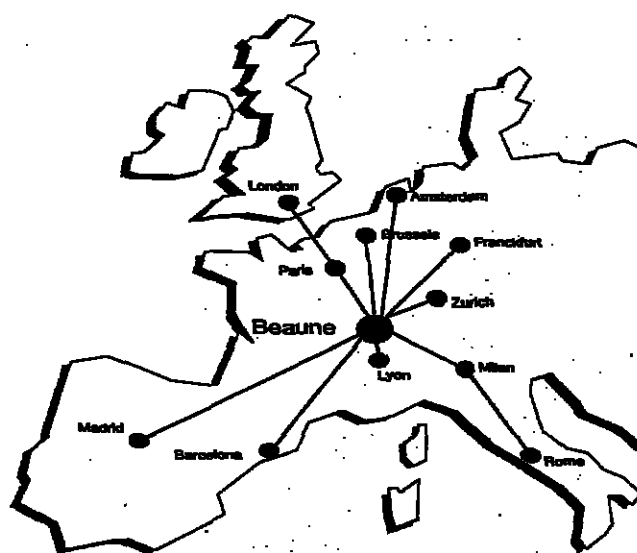 London
Amsterdam
Brussels
Franckfurt
Paris
Zurich
Beaune
Lyon
Milan
Madrid
Barcelona
Rome